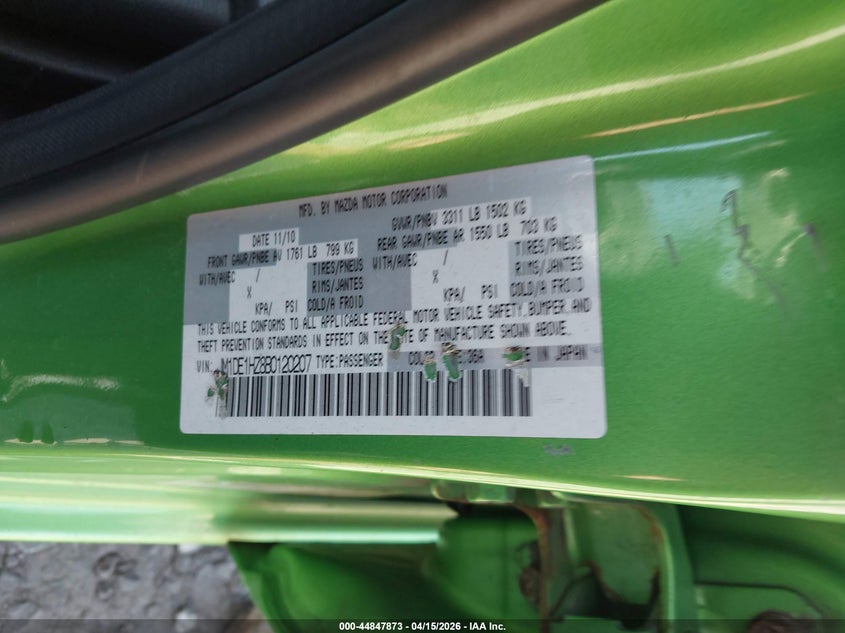 MFD. BY MAZDA MOTOR CORPORATION
DATE 11/10 GVWR/PNBV 3311 LB 1502 KG
FRONT GAWR/PNBE AV 1761 LB 799 KG REAR GAWR/PNBE AR 1550 LB 703 KG
WITH/AVEC / TIRES/PNEUS WITH/AVEC / TIRES/PNEUS
X RIMS/JANTES X RIMS/JANTES
KPA/ PSI COLD/A FROID KPA/ PSI COLD/A FROID
THIS VEHICLE CONFORMS TO ALL APPLICABLE FEDERAL MOTOR VEHICLE SAFETY, BUMPER, AND
THEFT PREVENTION STANDARDS IN EFFECT ON THE OF MANUFACTURE SHOWN ABOVE.
VIN: JM1DE1HZ8B0120207 TYPE:PASSENGER IN JAPAN
000-44847873 - 04/15/2026 - IAA Inc.